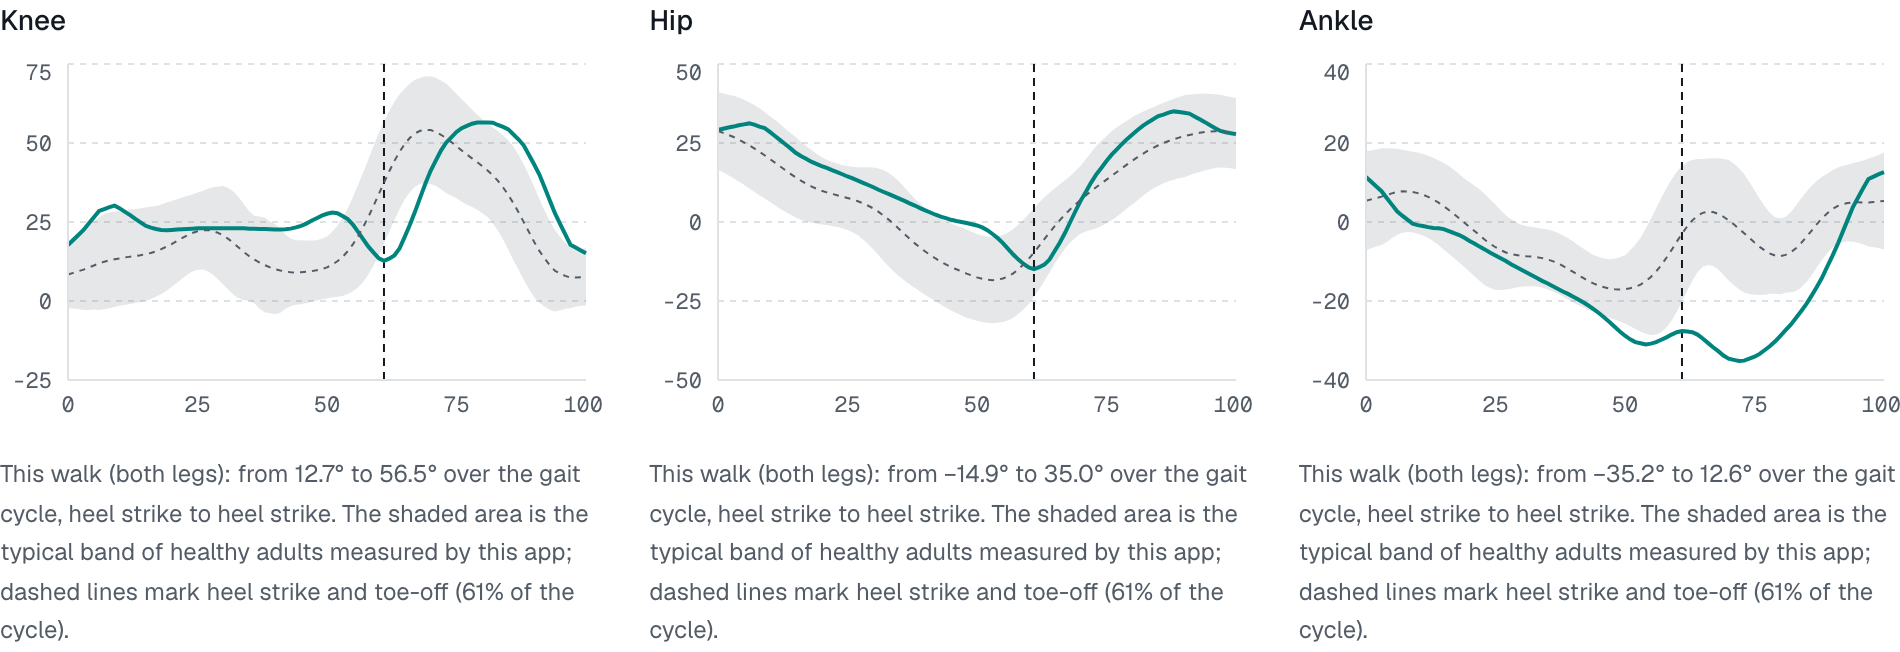 Knee
75
50
25
0
-25
0 25 50 75 100
This walk (both legs): from 12.7° to 56.5° over the gait
cycle, heel strike to heel strike. The shaded area is the
typical band of healthy adults measured by this app;
dashed lines mark heel strike and toe-off (61% of the
cycle).
Hip
50
25
0
-25
-50
0 25 50 75 100
This walk (both legs): from −14.9° to 35.0° over the gait
cycle, heel strike to heel strike. The shaded area is the
typical band of healthy adults measured by this app;
dashed lines mark heel strike and toe-off (61% of the
cycle).
Ankle
40
20
0
-20
-40
0 25 50 75 100
This walk (both legs): from −35.2° to 12.6° over the gait
cycle, heel strike to heel strike. The shaded area is the
typical band of healthy adults measured by this app;
dashed lines mark heel strike and toe-off (61% of the
cycle).